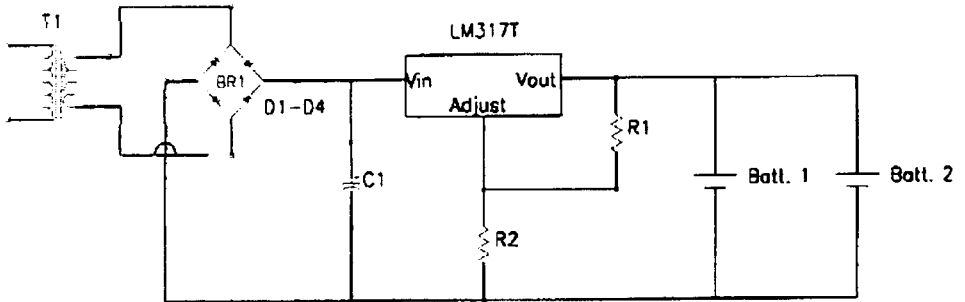 T1
LM317T
BR1
Vin
Vout
D1-D4
Adjust
R1
C1
Batt. 1
Batt. 2
R2